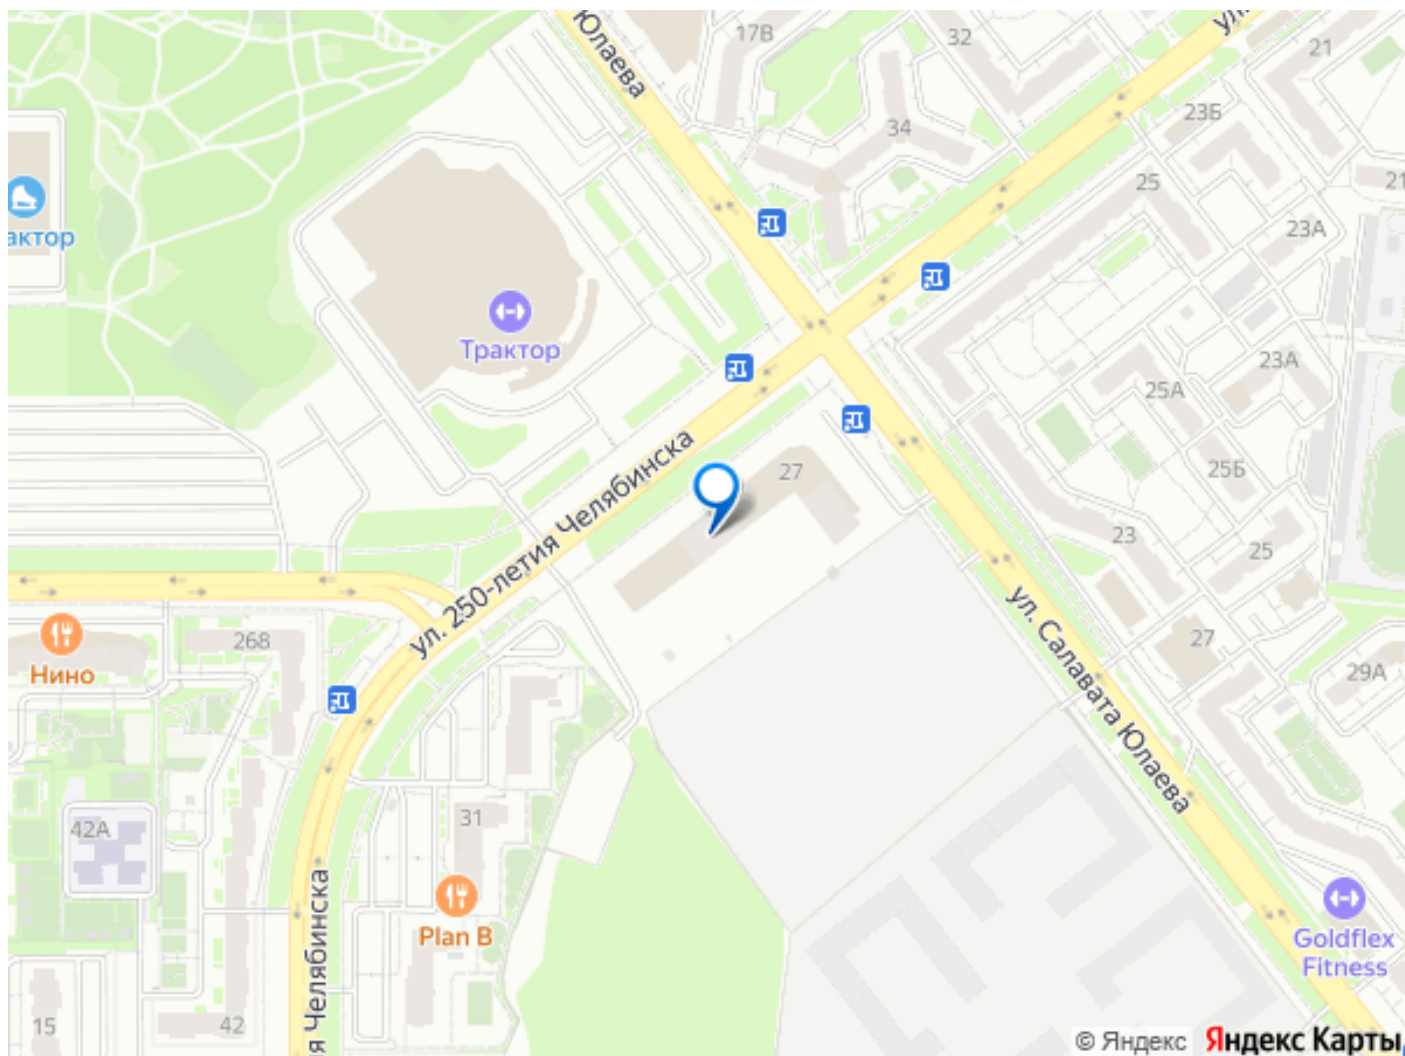 Юлаева
17В
32
ул.
21
23Б
34
25
21
актор
23А
Трактор
23А
25А
25Б
27
ул. 250-летия Челябинска
23
25
ул. Салавата Юлаева
27
29А
268
Нино
42А
31
Plan B
я Челябинска
Goldflex
Fitness
15
42
© Яндекс Яндекс Карты